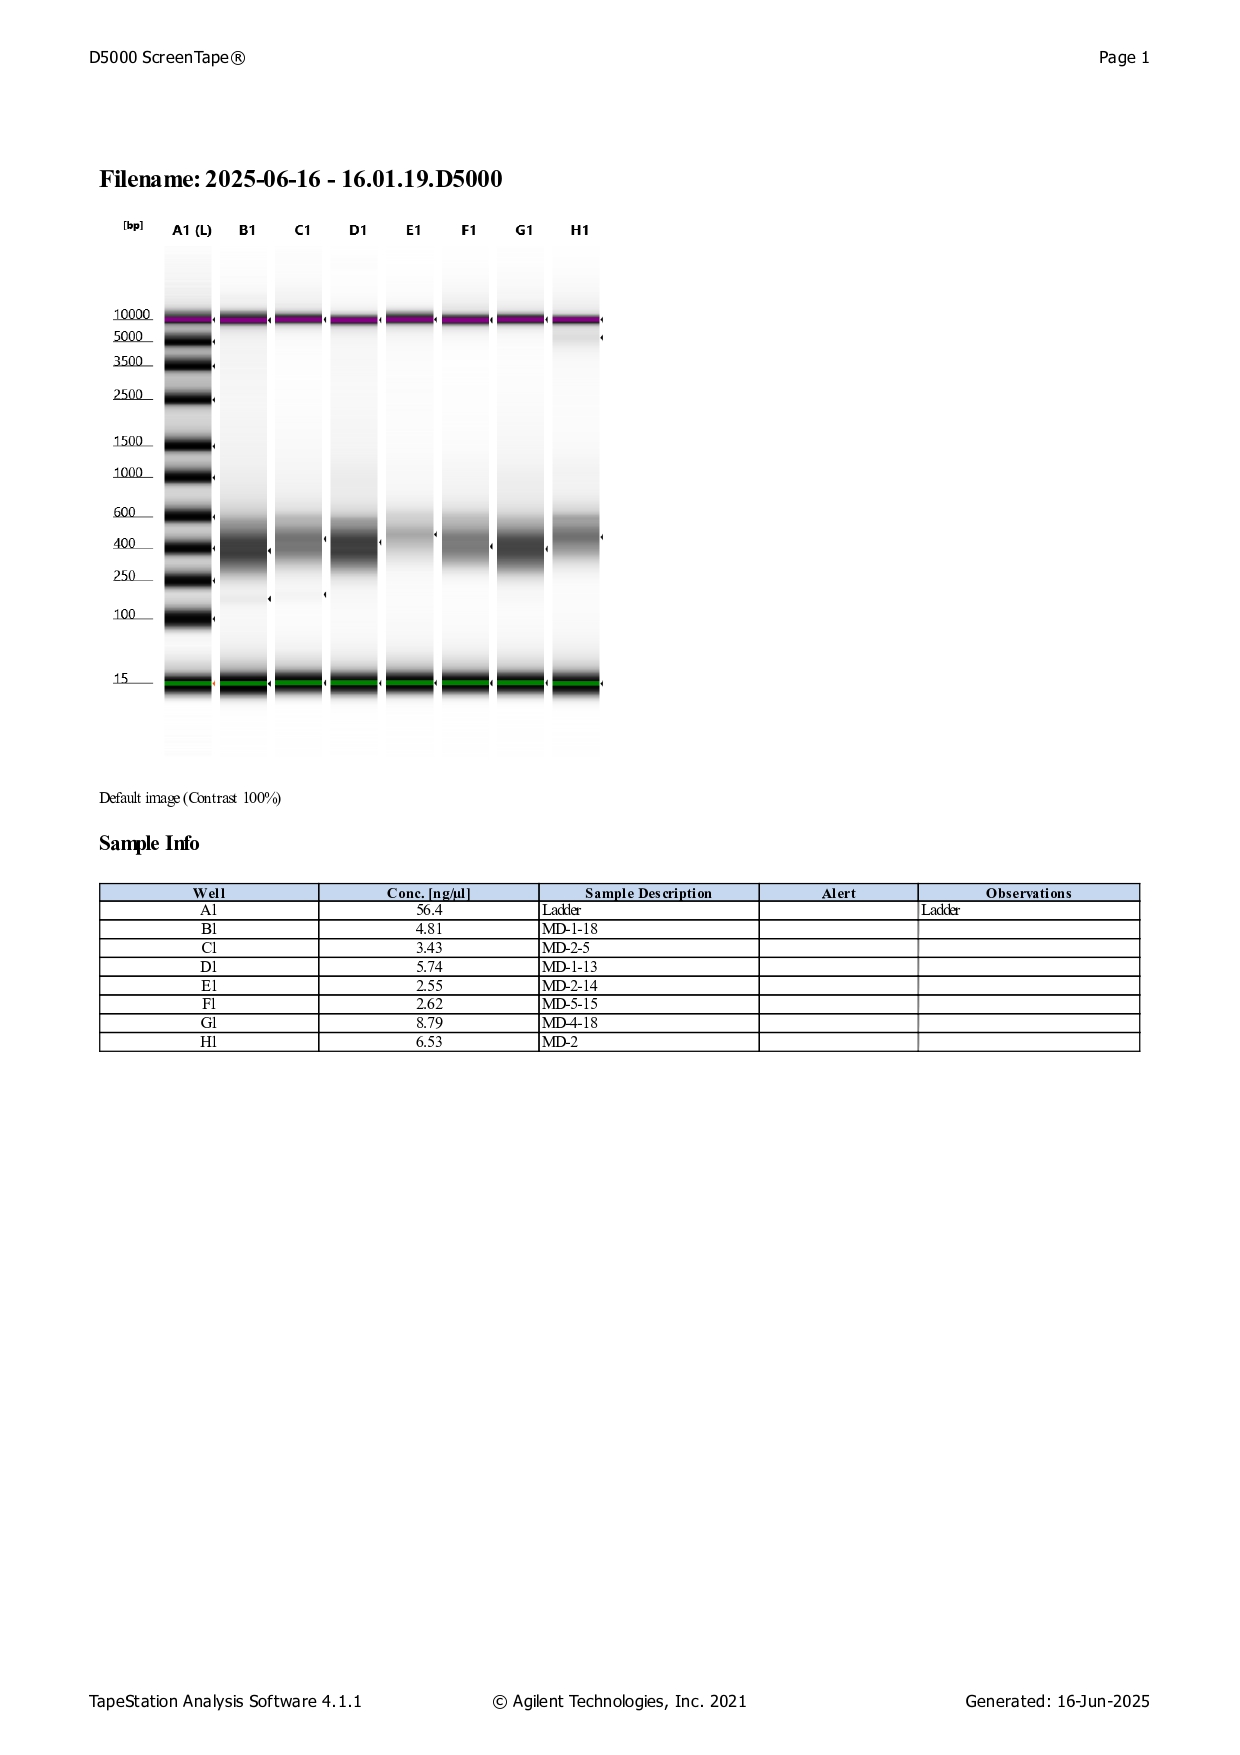 D5000 ScreenTape® Page 1
Filename: 2025-06-16 - 16.01.19.D5000
[bp] A1 (L) B1 C1 D1 E1 F1 G1 H1
10000
5000
3500
2500
1500
1000
600
400
250
100
15
Default image (Contrast 100%)
Sample Info
Well Conc. [ng/µl] Sample Description Alert Observations
A1 56.4 Ladder Ladder
B1 4.81 MD-1-18
C1 3.43 MD-2-5
D1 5.74 MD-1-13
E1 2.55 MD-2-14
F1 2.62 MD-5-15
G1 8.79 MD-4-18
H1 6.53 MD-2
TapeStation Analysis Software 4.1.1 © Agilent Technologies, Inc. 2021 Generated: 16-Jun-2025